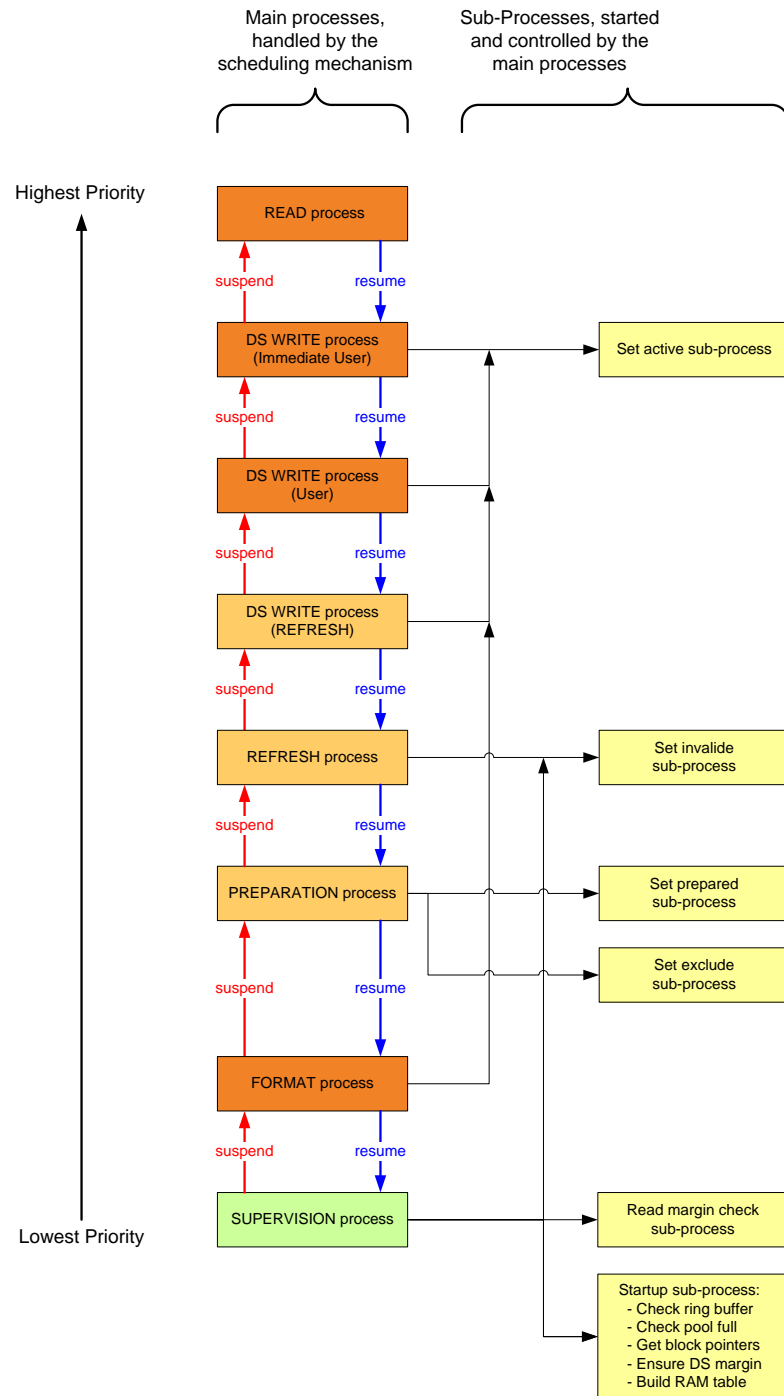 Main processes,
handled by the
scheduling mechanism
Sub-Processes, started
and controlled by the
main processes
Highest Priority
READ process
suspend
resume
DS WRITE process
(Immediate User)
Set active sub-process
suspend
resume
DS WRITE process
(User)
suspend
resume
DS WRITE process
(REFRESH)
suspend
resume
REFRESH process
Set invalide
sub-process
suspend
resume
PREPARATION process
Set prepared
sub-process
Set exclude
sub-process
suspend
resume
FORMAT process
suspend
resume
SUPERVISION process
Read margin check
sub-process
Lowest Priority
Startup sub-process:
- Check ring buffer
- Check pool full
- Get block pointers
- Ensure DS margin
- Build RAM table